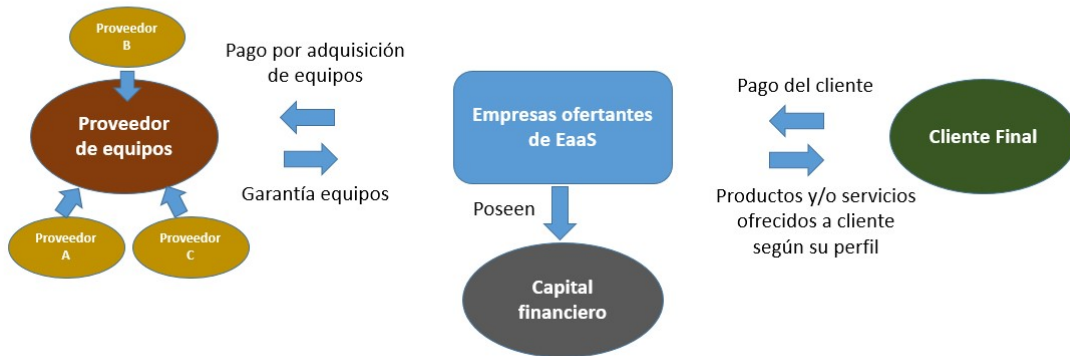 Proveedor
B
Proveedor
de equipos
Proveedor
A
Proveedor
C
Pago por adquisición
de equipos
Garantía equipos
Empresas ofertantes
de EaaS
Poseen
Capital
financiero
Pago del cliente
Productos y/o servicios
ofrecidos a cliente
según su perfil
Cliente Final